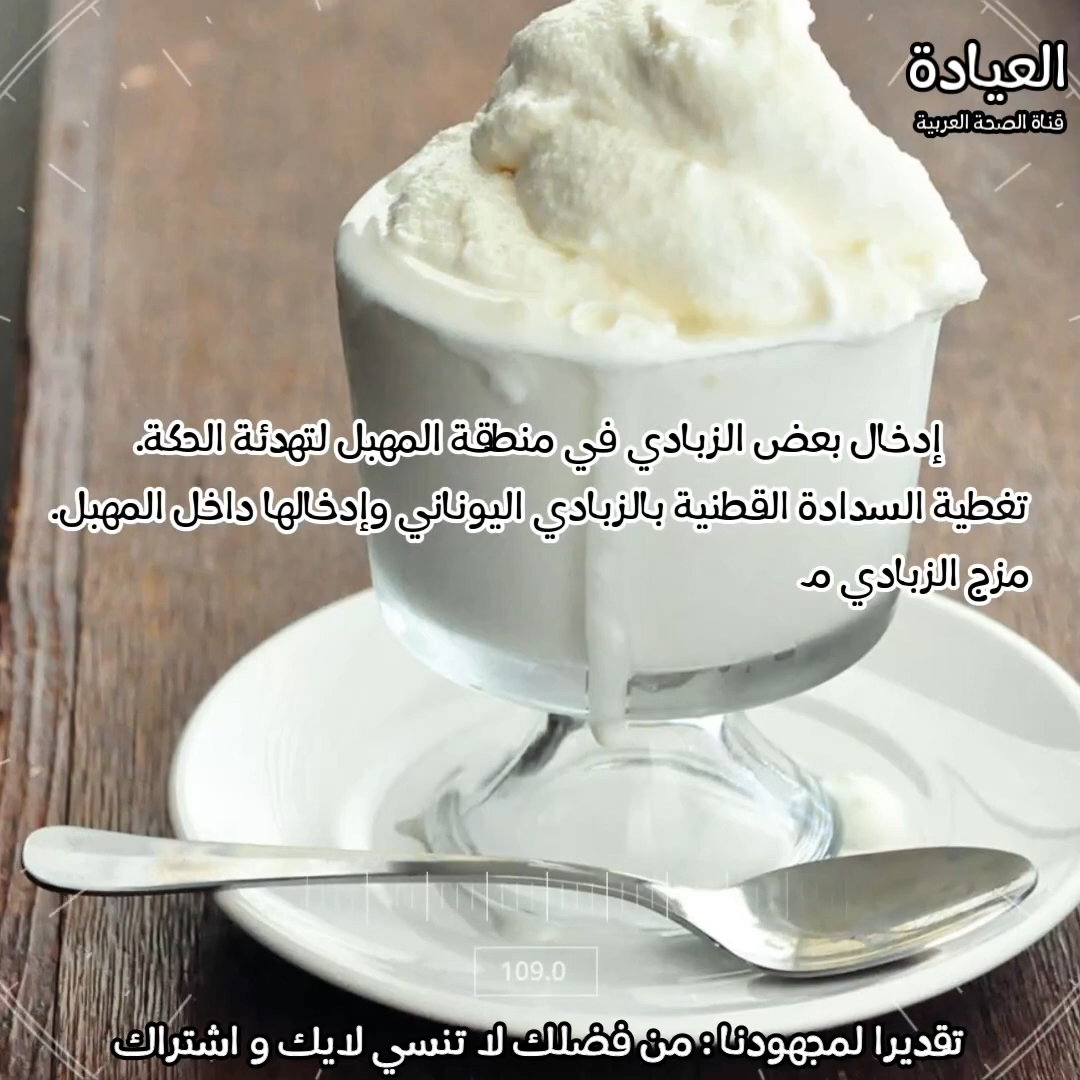 العيادة
قناة الصحة العربية
إدخال بعض الزبادي في منطقة المهبل لتهدئة الحكة.
تغطية السدادة القطنية بالزبادي اليوناني وإدخالها داخل المهبل.
مزج الزبادي مـ
109.0
تقديرا لمجهودنا : من فضلك لا تنسي لايك و اشتراك